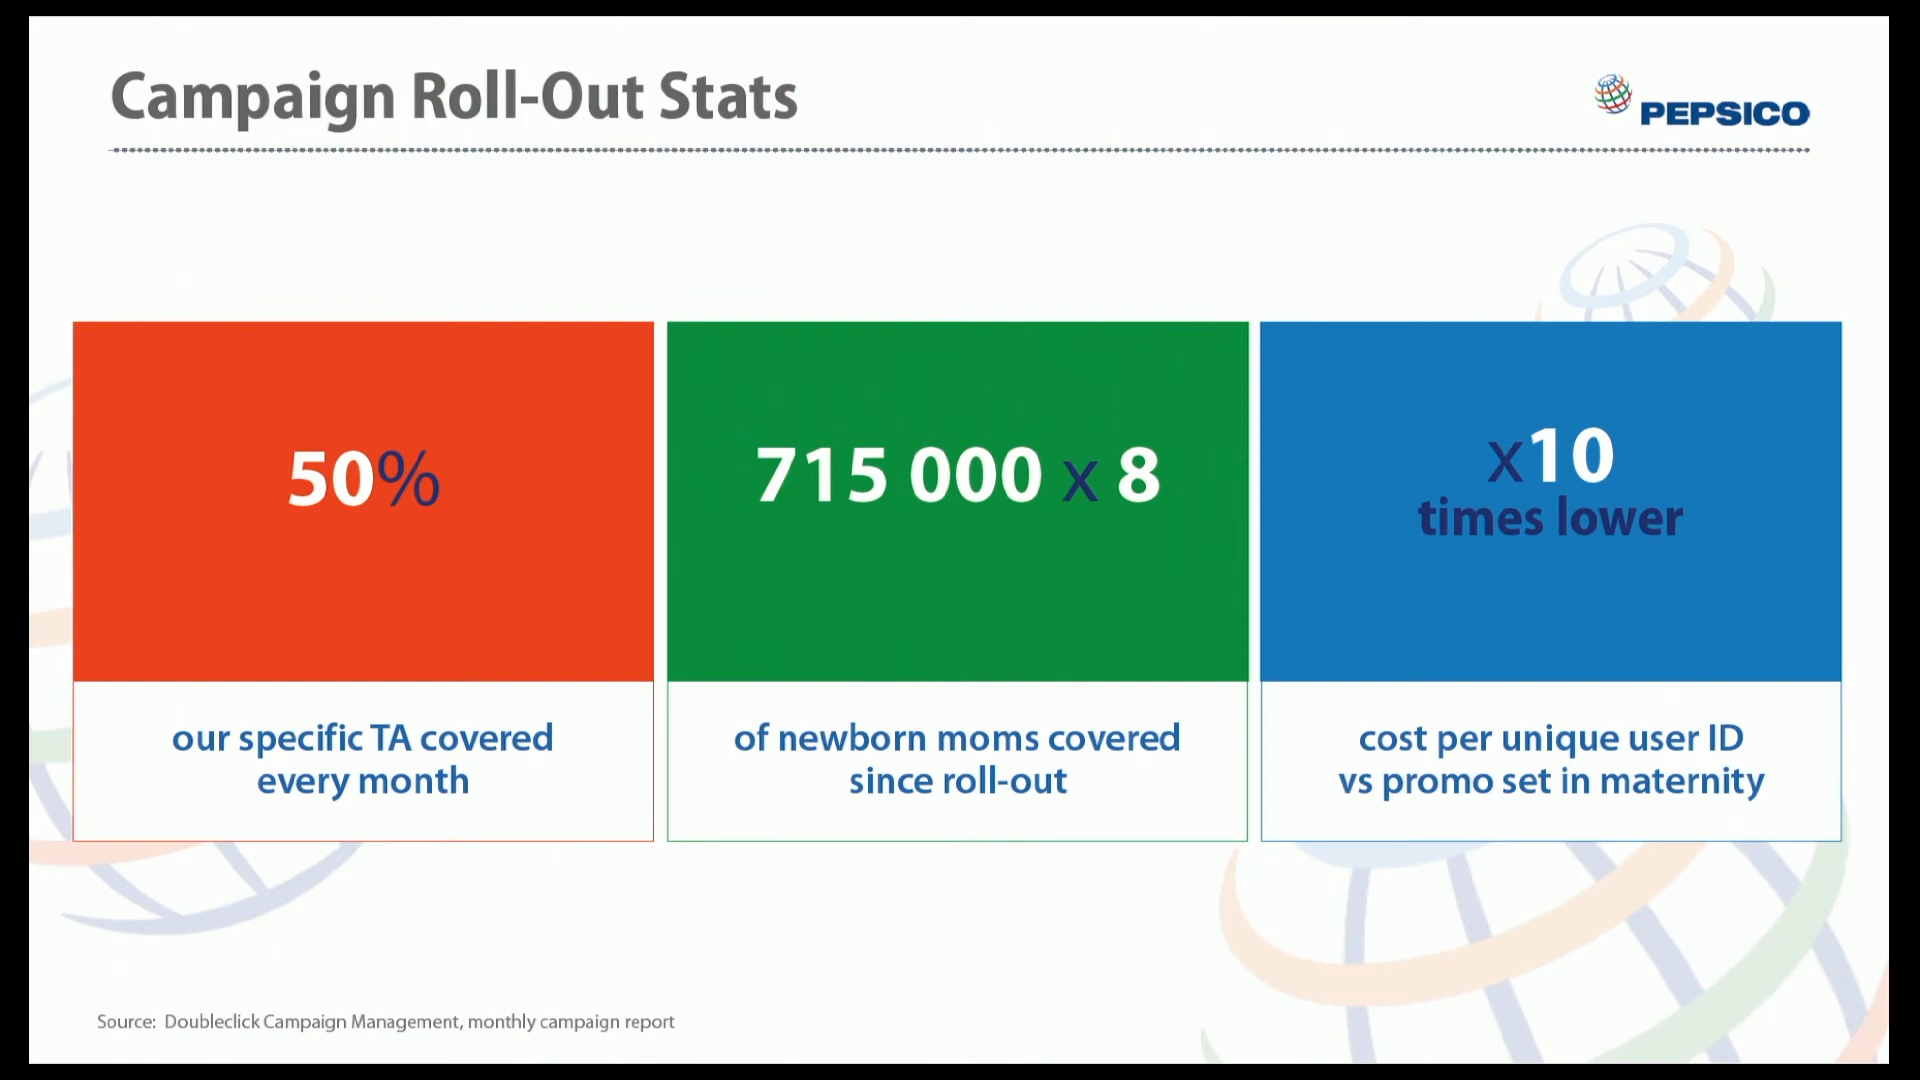 Campaign Roll-Out Stats
PEPSICO
50%
our specific TA covered
every month
715 000 x 8
of newborn moms covered
since roll-out
x10
times lower
cost per unique user ID
vs promo set in maternity
Source: Doubleclick Campaign Management, monthly campaign report